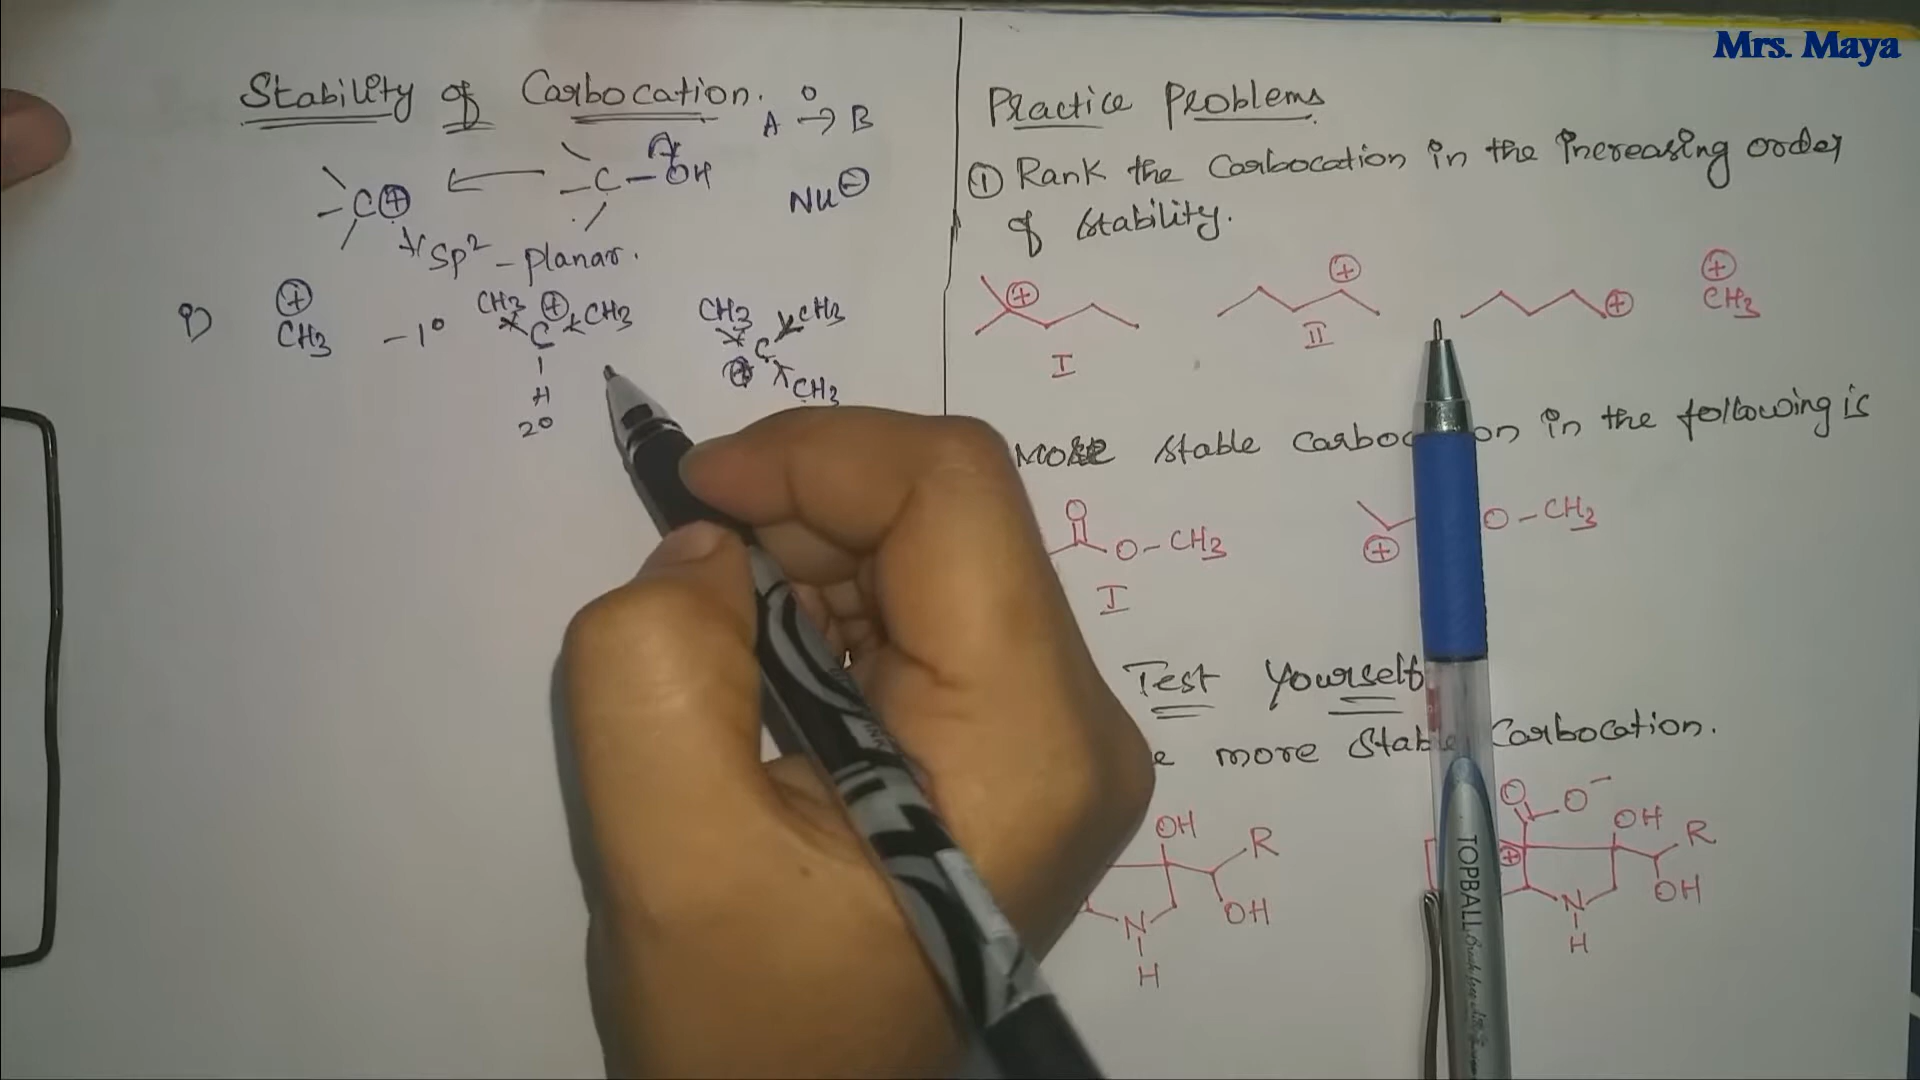 Mrs. Maya
Stability of Carbocation.
A → B
C – OH
C⊕
Nu⊖
sp² – planar.
i)
⊕
CH3 – 1°
CH3 ⊕ CH3
C
H
2°
CH3 CH3
⊕ C
CH3
Practice Problems
① Rank the Carbocation in the increasing order
of stability.
⊕ ⊕ ⊕ ⊕
CH3
I II
More stable carboc on in the following is
O
O – CH3
I
⊕ O – CH3
Test Yourself
more Stable Carbocation.
OH R
OH
N
H
O O⁻
⊕ OH R
OH
N
H
TOPBALL